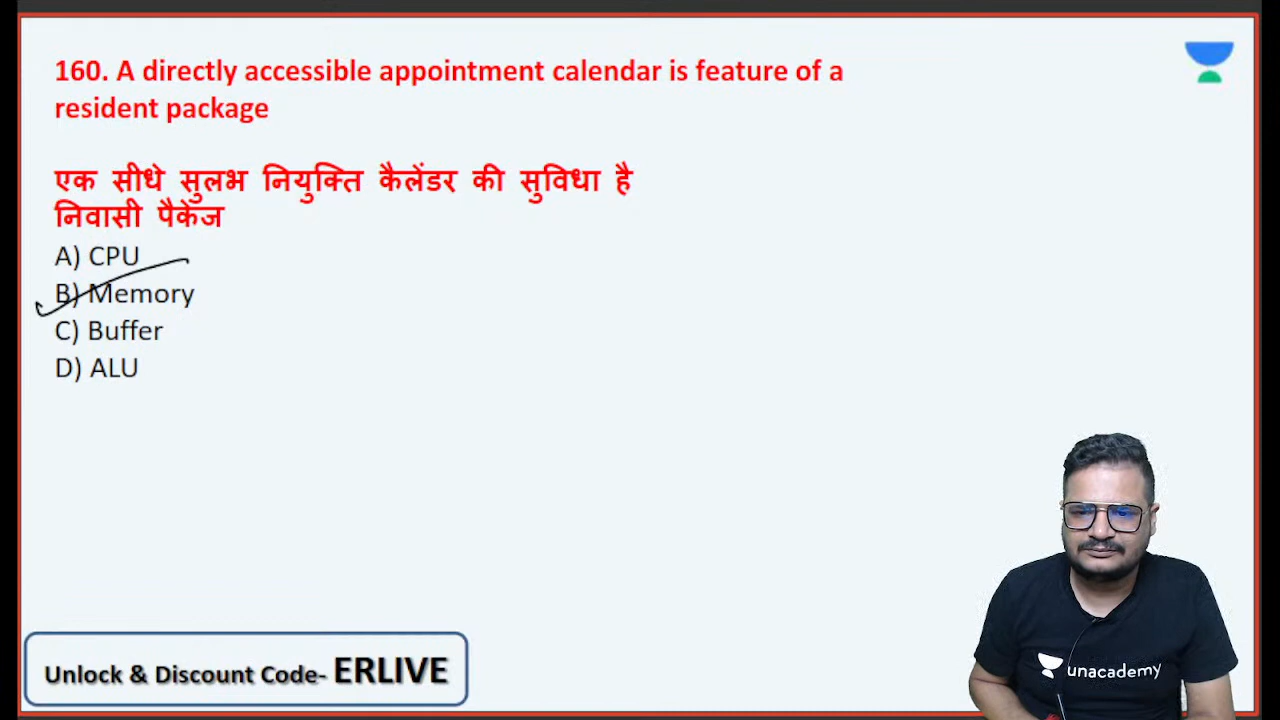 160. A directly accessible appointment calendar is feature of a
resident package
एक सीधे सुलभ नियुक्ति कैलेंडर की सुविधा है
निवासी पैकेज
A) CPU
B) Memory
C) Buffer
D) ALU
unacademy
Unlock & Discount Code- ERLIVE